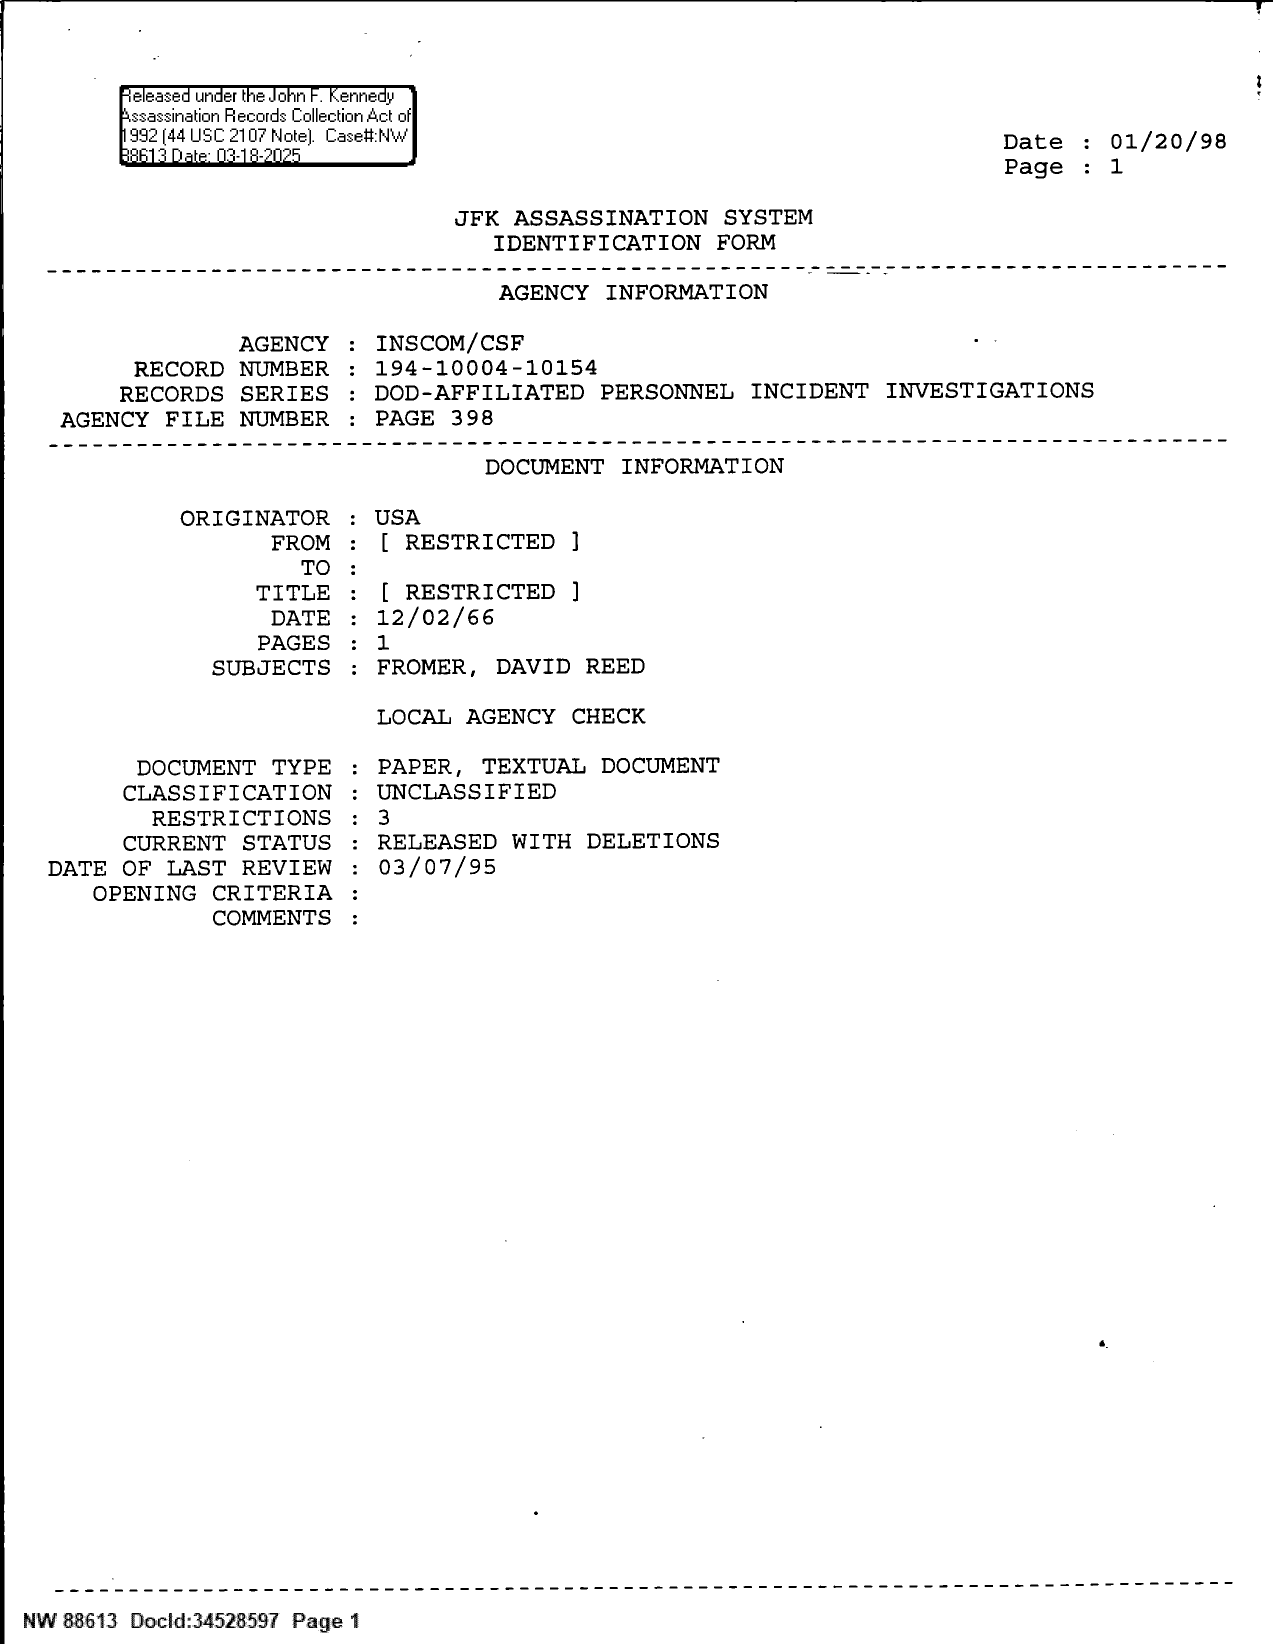 Released under the John F. Kennedy
Assassination Records Collection Act of
1992 (44 USC 2107 Note). Case#:NW
88613 Date: 03-18-2025
Date : 01/20/98
Page : 1
JFK ASSASSINATION SYSTEM
IDENTIFICATION FORM
AGENCY INFORMATION
AGENCY : INSCOM/CSF
RECORD NUMBER : 194-10004-10154
RECORDS SERIES : DOD-AFFILIATED PERSONNEL INCIDENT INVESTIGATIONS
AGENCY FILE NUMBER : PAGE 398
DOCUMENT INFORMATION
ORIGINATOR : USA
FROM : [ RESTRICTED ]
TO :
TITLE : [ RESTRICTED ]
DATE : 12/02/66
PAGES : 1
SUBJECTS : FROMER, DAVID REED
LOCAL AGENCY CHECK
DOCUMENT TYPE : PAPER, TEXTUAL DOCUMENT
CLASSIFICATION : UNCLASSIFIED
RESTRICTIONS : 3
CURRENT STATUS : RELEASED WITH DELETIONS
DATE OF LAST REVIEW : 03/07/95
OPENING CRITERIA :
COMMENTS :
NW 88613 DocId:34528597 Page 1